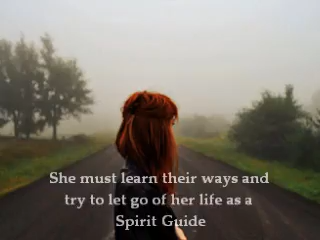 She must learn their ways and
try to let go of her life as a
Spirit Guide